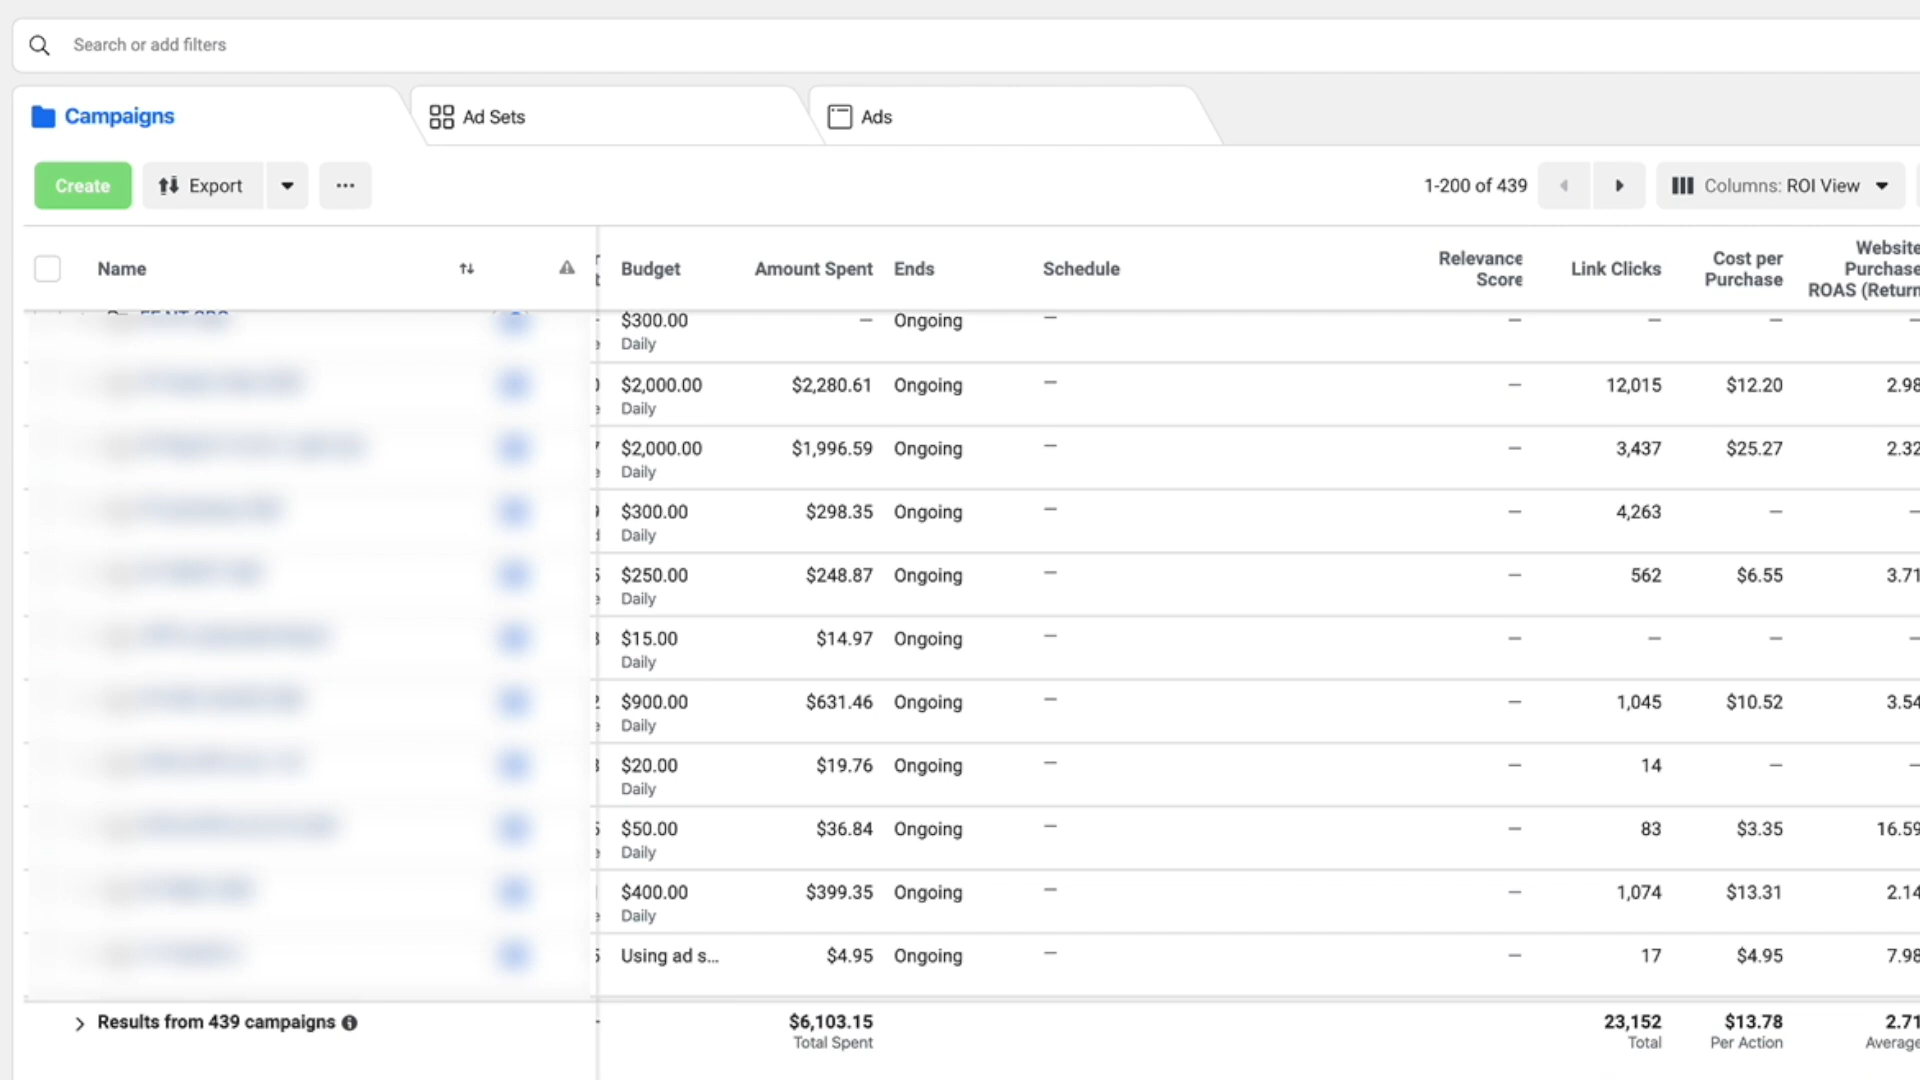 Search or add filters
Campaigns
Ad Sets
Ads
Create
Export
1-200 of 439
Columns: ROI View
Name
Budget
Amount Spent
Ends
Schedule
Relevance
Score
Link Clicks
Cost per
Purchase
Website
Purchase
ROAS (Return
$300.00 — Ongoing — — — — —
Daily
$2,000.00 $2,280.61 Ongoing — — 12,015 $12.20 2.98
Daily
$2,000.00 $1,996.59 Ongoing — — 3,437 $25.27 2.32
Daily
$300.00 $298.35 Ongoing — — 4,263 — —
Daily
$250.00 $248.87 Ongoing — — 562 $6.55 3.71
Daily
$15.00 $14.97 Ongoing — — — — —
Daily
$900.00 $631.46 Ongoing — — 1,045 $10.52 3.54
Daily
$20.00 $19.76 Ongoing — — 14 — —
Daily
$50.00 $36.84 Ongoing — — 83 $3.35 16.59
Daily
$400.00 $399.35 Ongoing — — 1,074 $13.31 2.14
Daily
Using ad s... $4.95 Ongoing — — 17 $4.95 7.98
Results from 439 campaigns $6,103.15 23,152 $13.78 2.71
Total Spent Total Per Action Average